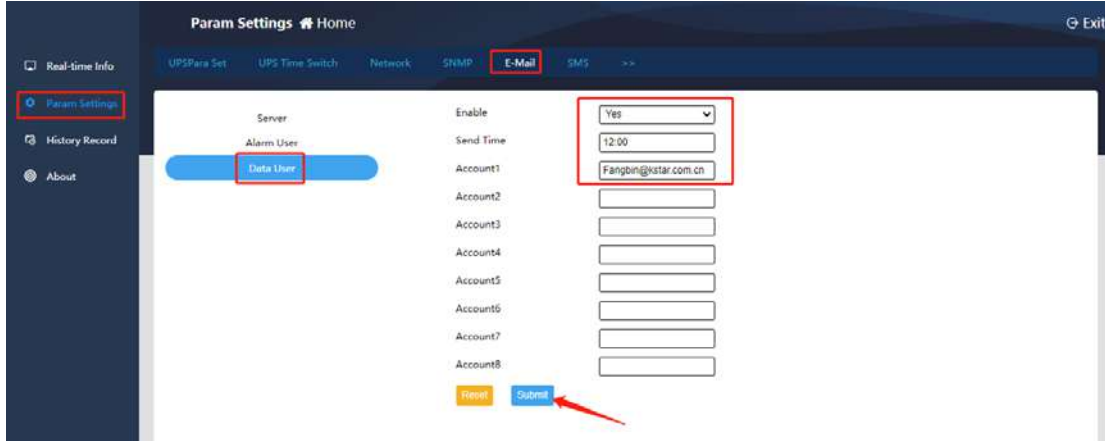 Param Settings Home
Exit
Real-time Info
Param Settings
History Record
About
UPSPara Set UPS Time Switch Network SNMP E-Mail SMS >>
Server
Alarm User
Data User
Enable Yes
Send Time 12:00
Account1 Fangbin@kstar.com.cn
Account2
Account3
Account4
Account5
Account6
Account7
Account8
Reset Submit